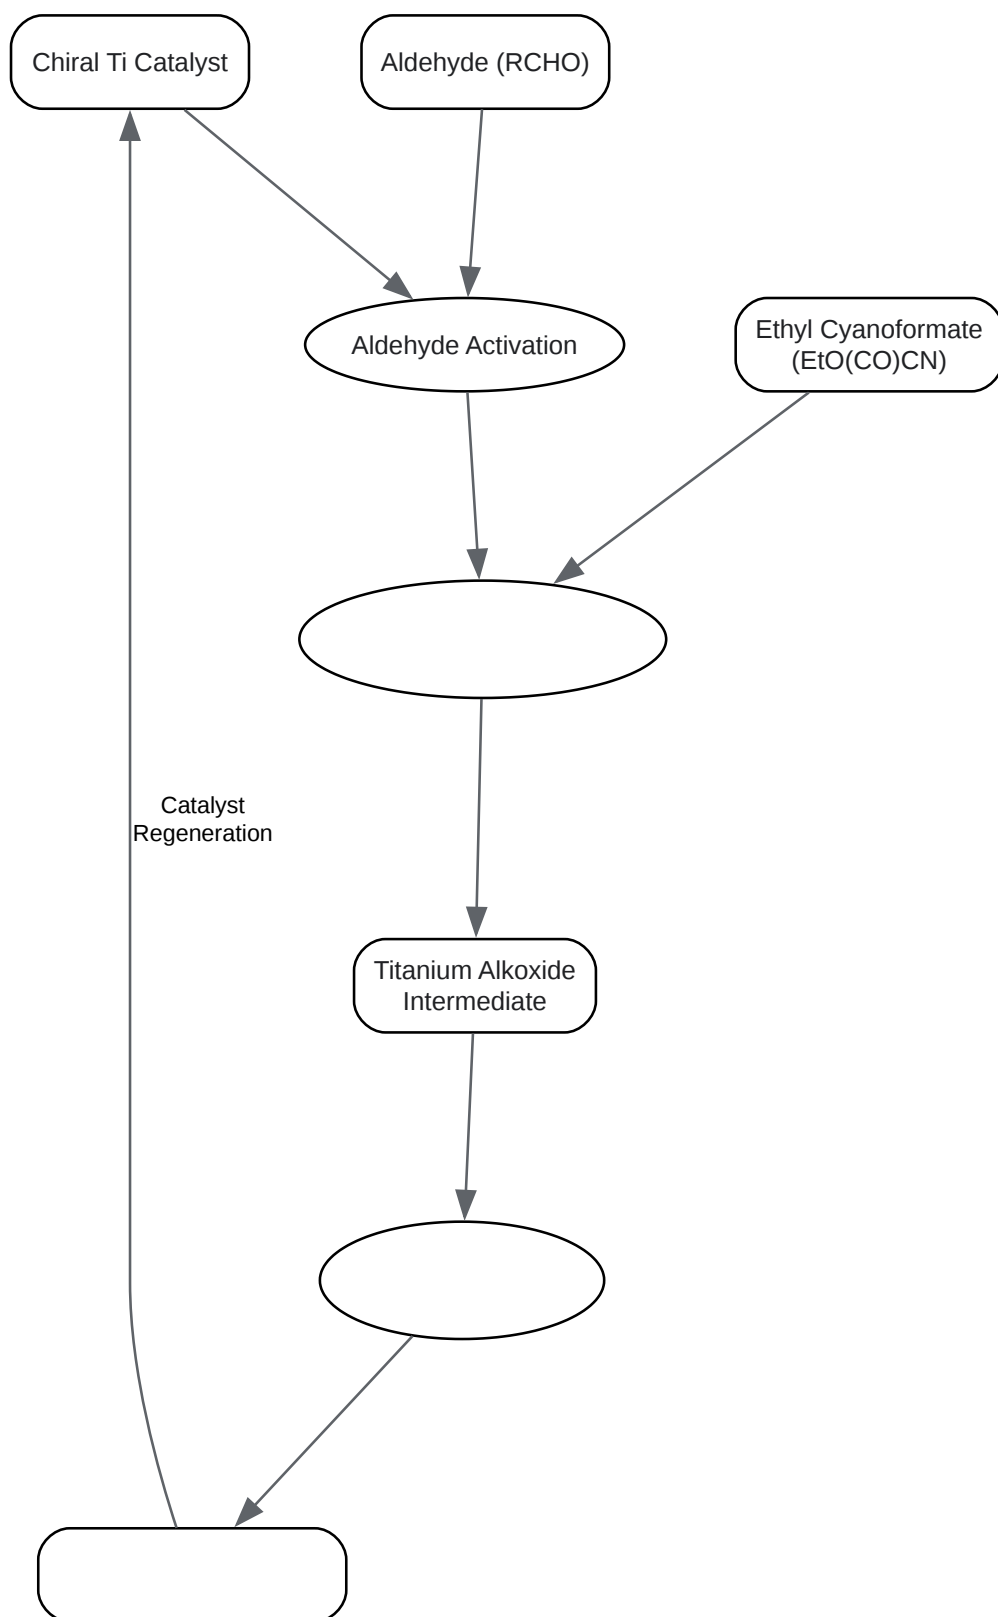 Chiral Ti Catalyst
Aldehyde (RCHO)
Aldehyde Activation
Ethyl Cyanoformate
(EtO(CO)CN)
Catalyst
Regeneration
Titanium Alkoxide
Intermediate